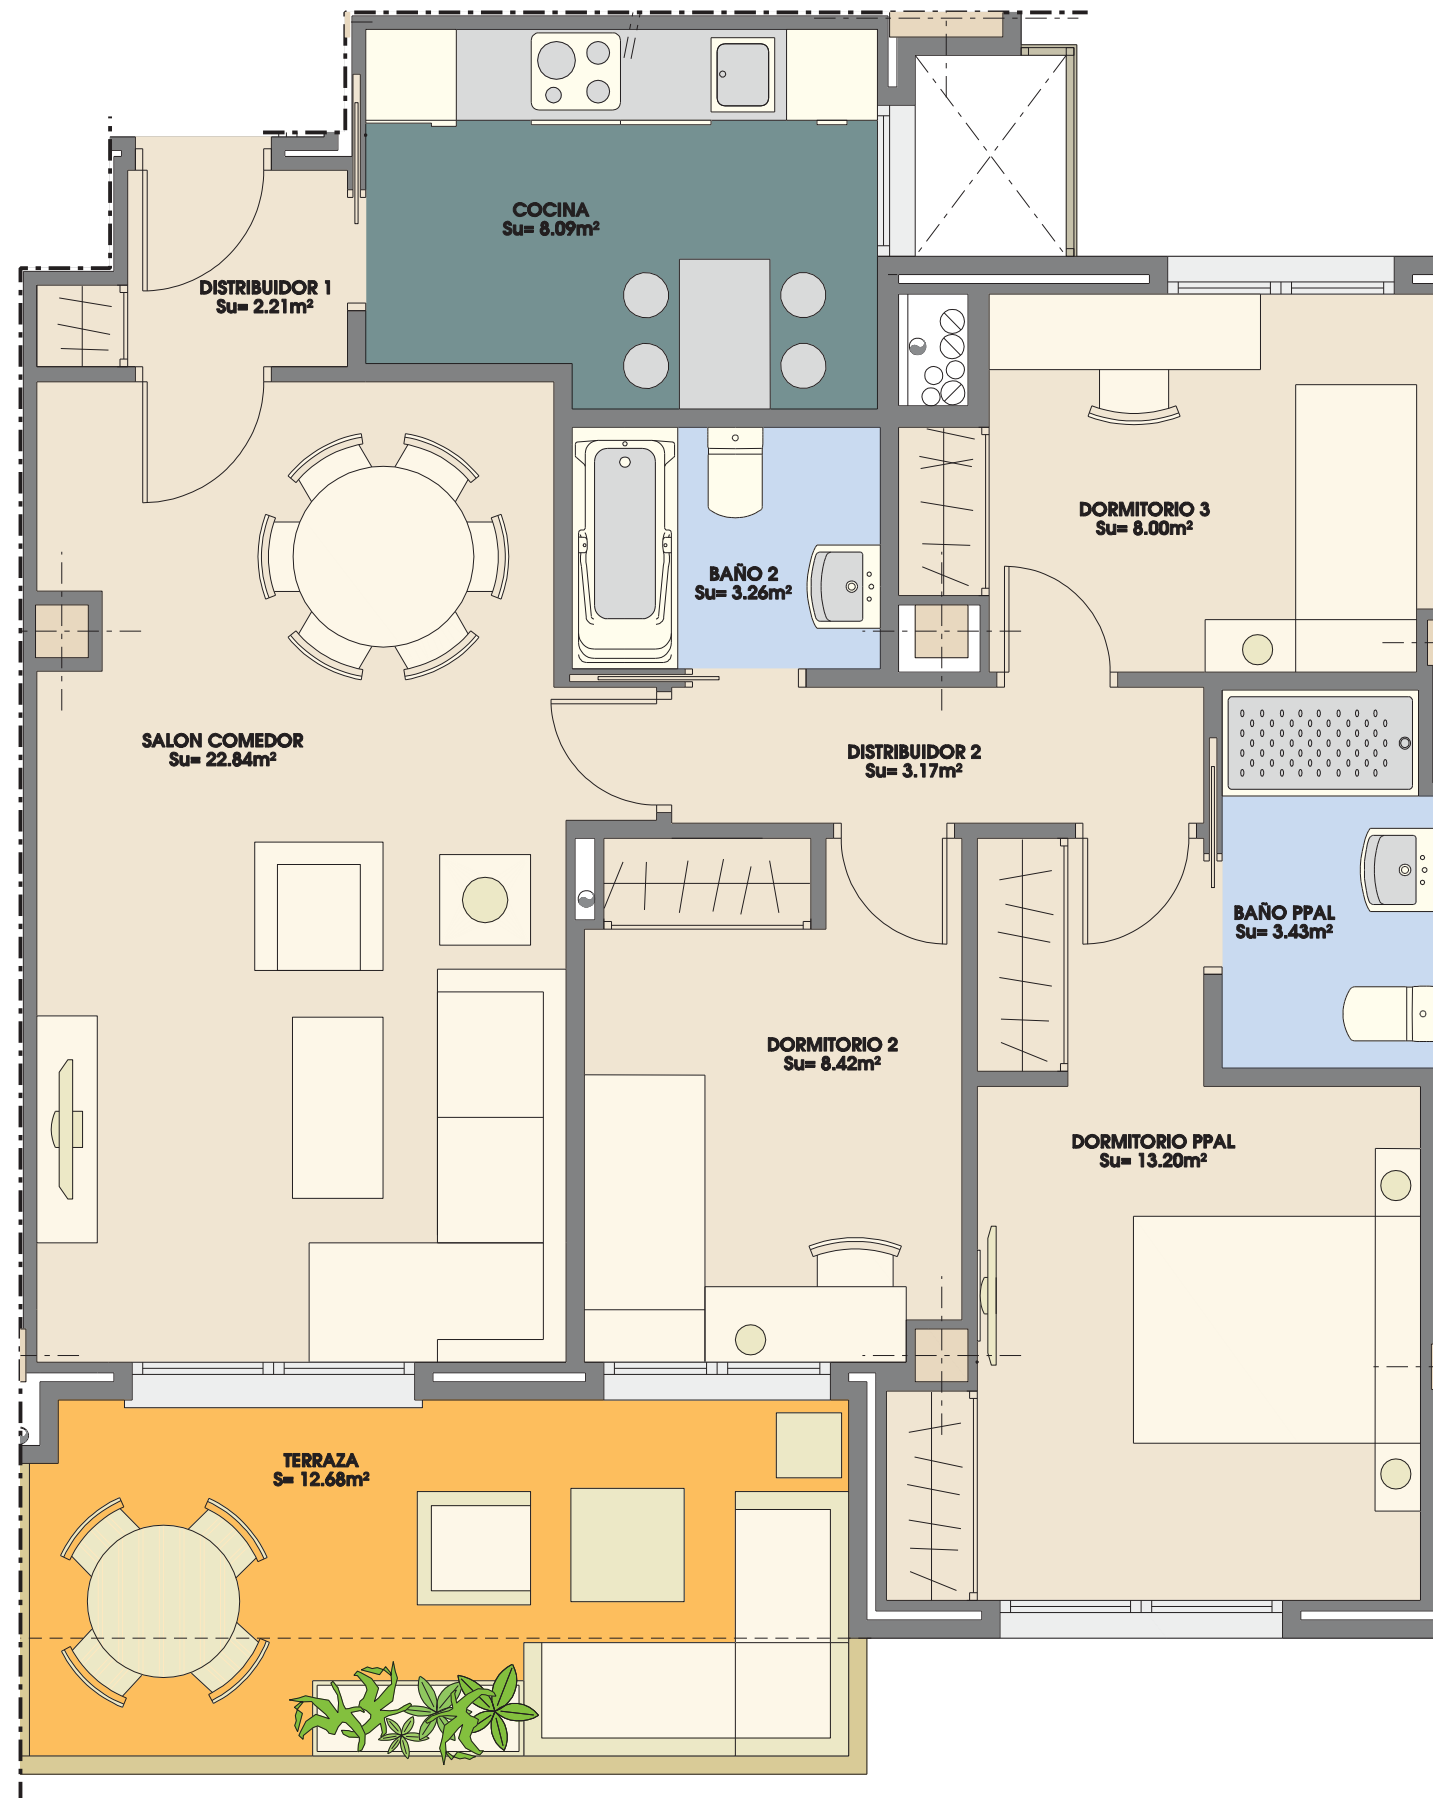 COCINA
Su= 8.09m²
DISTRIBUIDOR 1
Su= 2.21m²
DORMITORIO 3
Su= 8.00m²
BAÑO 2
Su= 3.26m²
SALON COMEDOR
Su= 22.84m²
DISTRIBUIDOR 2
Su= 3.17m²
BAÑO PPAL
Su= 3.43m²
DORMITORIO 2
Su= 8.42m²
DORMITORIO PPAL
Su= 13.20m²
TERRAZA
S= 12.68m²